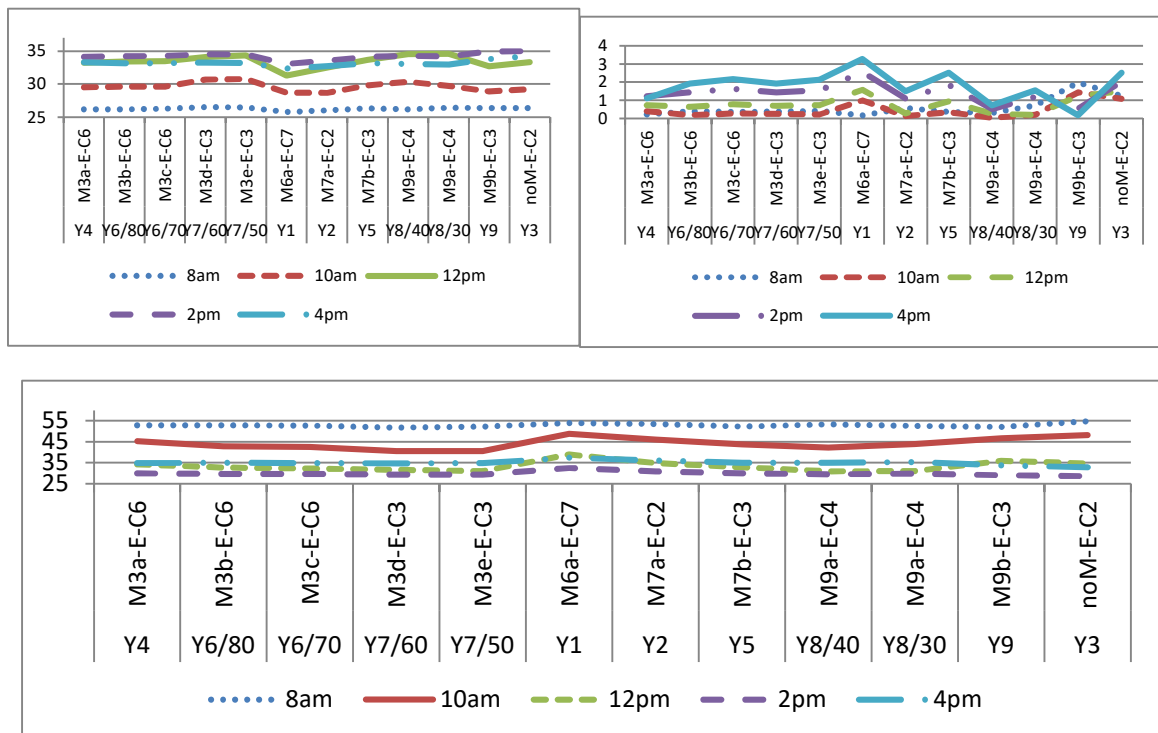 35
30
25
M3a-E-C6 M3b-E-C6 M3c-E-C6 M3d-E-C3 M3e-E-C3 M6a-E-C7 M7a-E-C2 M7b-E-C3 M9a-E-C4 M9a-E-C4 M9b-E-C3 noM-E-C2
Y4 Y6/80 Y6/70 Y7/60 Y7/50 Y1 Y2 Y5 Y8/40 Y8/30 Y9 Y3
8am 10am 12pm
2pm 4pm
4
3
2
1
0
M3a-E-C6 M3b-E-C6 M3c-E-C6 M3d-E-C3 M3e-E-C3 M6a-E-C7 M7a-E-C2 M7b-E-C3 M9a-E-C4 M9a-E-C4 M9b-E-C3 noM-E-C2
Y4 Y6/80 Y6/70 Y7/60 Y7/50 Y1 Y2 Y5 Y8/40 Y8/30 Y9 Y3
8am 10am 12pm
2pm 4pm
55
45
35
25
M3a-E-C6 M3b-E-C6 M3c-E-C6 M3d-E-C3 M3e-E-C3 M6a-E-C7 M7a-E-C2 M7b-E-C3 M9a-E-C4 M9a-E-C4 M9b-E-C3 noM-E-C2
Y4 Y6/80 Y6/70 Y7/60 Y7/50 Y1 Y2 Y5 Y8/40 Y8/30 Y9 Y3
8am 10am 12pm 2pm 4pm